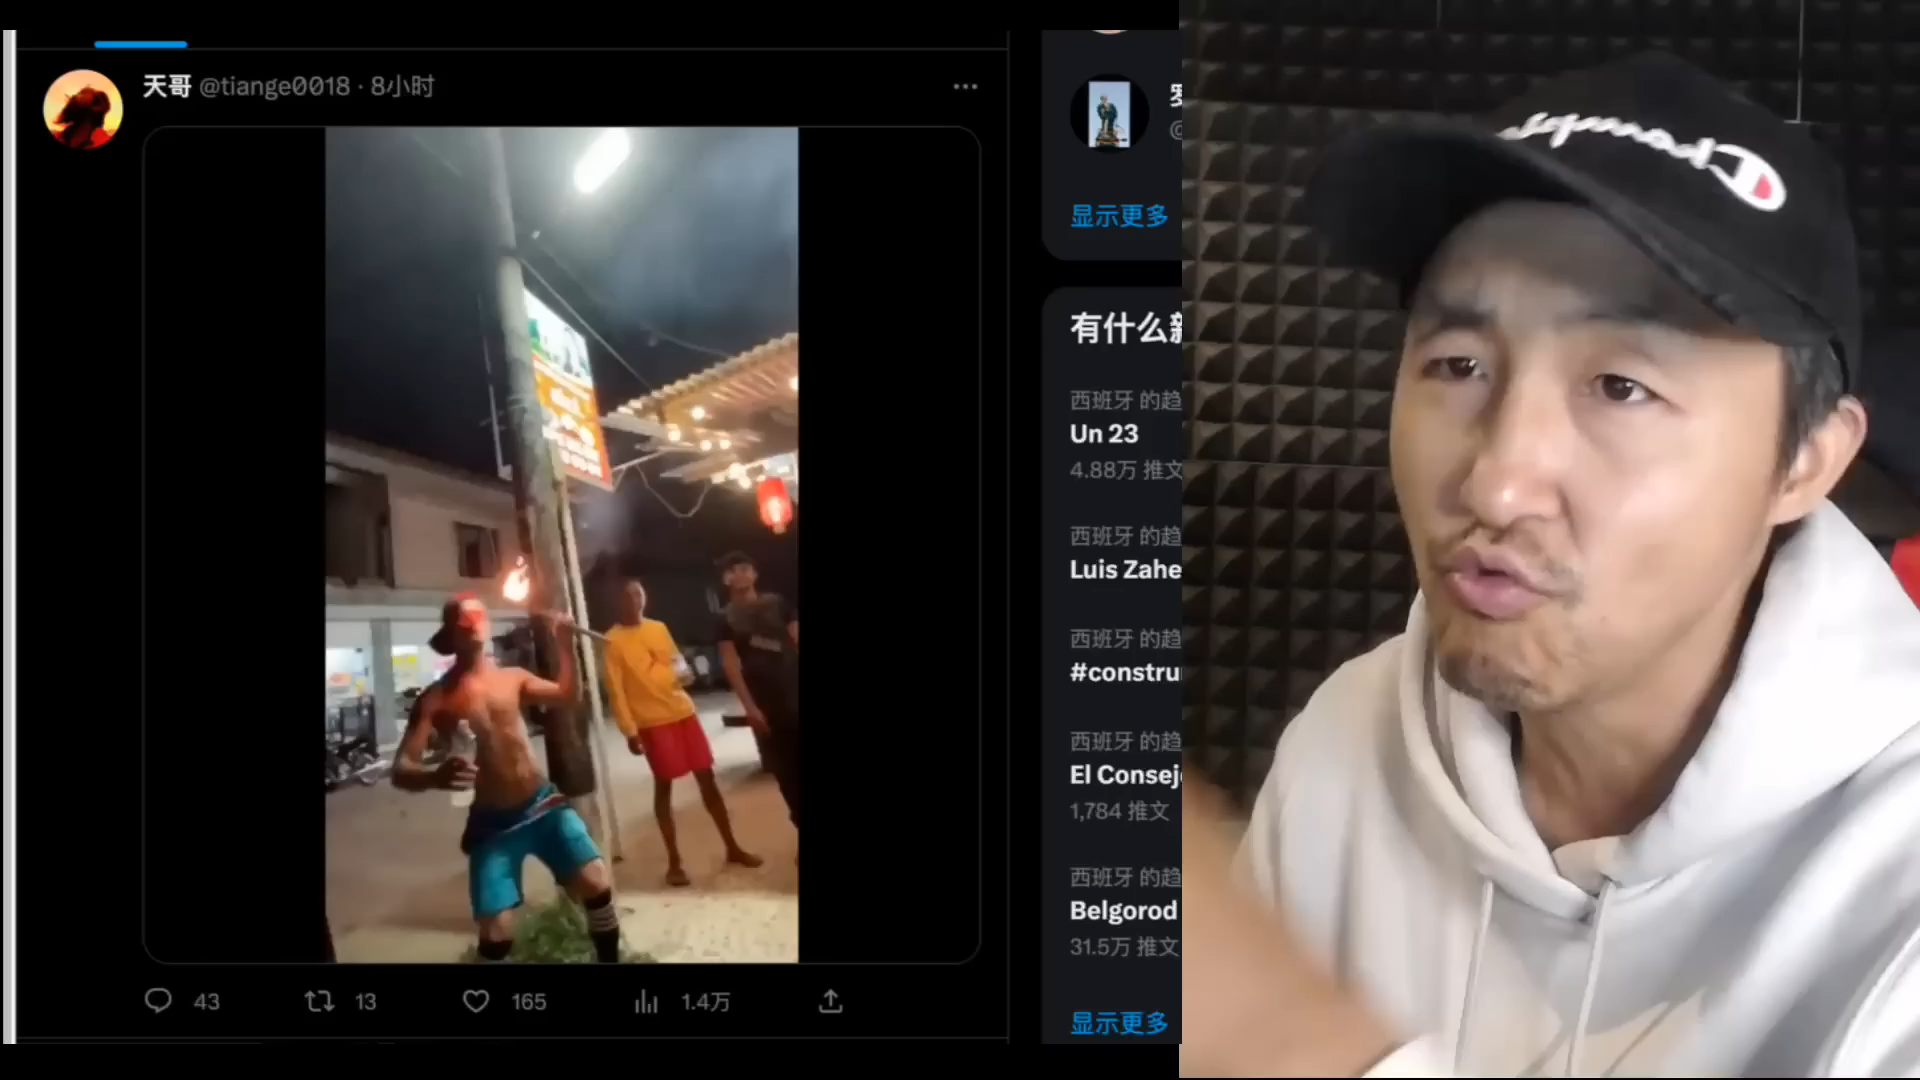 天哥 @tiange0018 · 8小时
43
13
165
1.4万
显示更多
有什么
西班牙 的趋
Un 23
4.88万 推文
西班牙 的趋
Luis Zahe
西班牙 的趋
#constru
西班牙 的趋
El Consej
1,784 推文
西班牙 的趋
Belgorod
31.5万 推文
显示更多
Champion